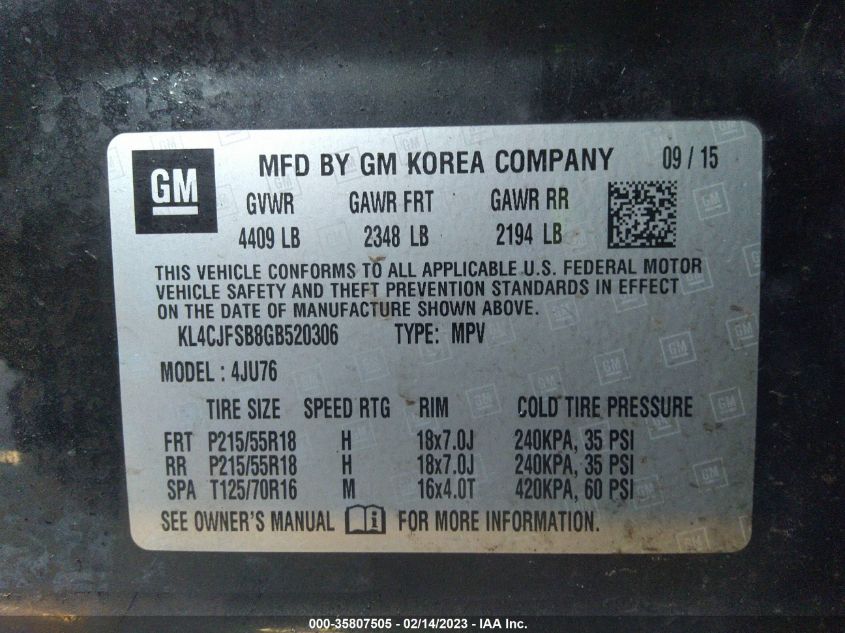 GM MFD BY GM KOREA COMPANY 09 / 15
GVWR GAWR FRT GAWR RR
4409 LB 2348 LB 2194 LB
THIS VEHICLE CONFORMS TO ALL APPLICABLE U.S. FEDERAL MOTOR
VEHICLE SAFETY AND THEFT PREVENTION STANDARDS IN EFFECT
ON THE DATE OF MANUFACTURE SHOWN ABOVE.
KL4CJFSB8GB520306 TYPE: MPV
MODEL : 4JU76
TIRE SIZE SPEED RTG RIM COLD TIRE PRESSURE
FRT P215/55R18 H 18x7.0J 240KPA, 35 PSI
RR P215/55R18 H 18x7.0J 240KPA, 35 PSI
SPA T125/70R16 M 16x4.0T 420KPA, 60 PSI
SEE OWNER'S MANUAL i FOR MORE INFORMATION.
000-35807505 - 02/14/2023 - IAA Inc.